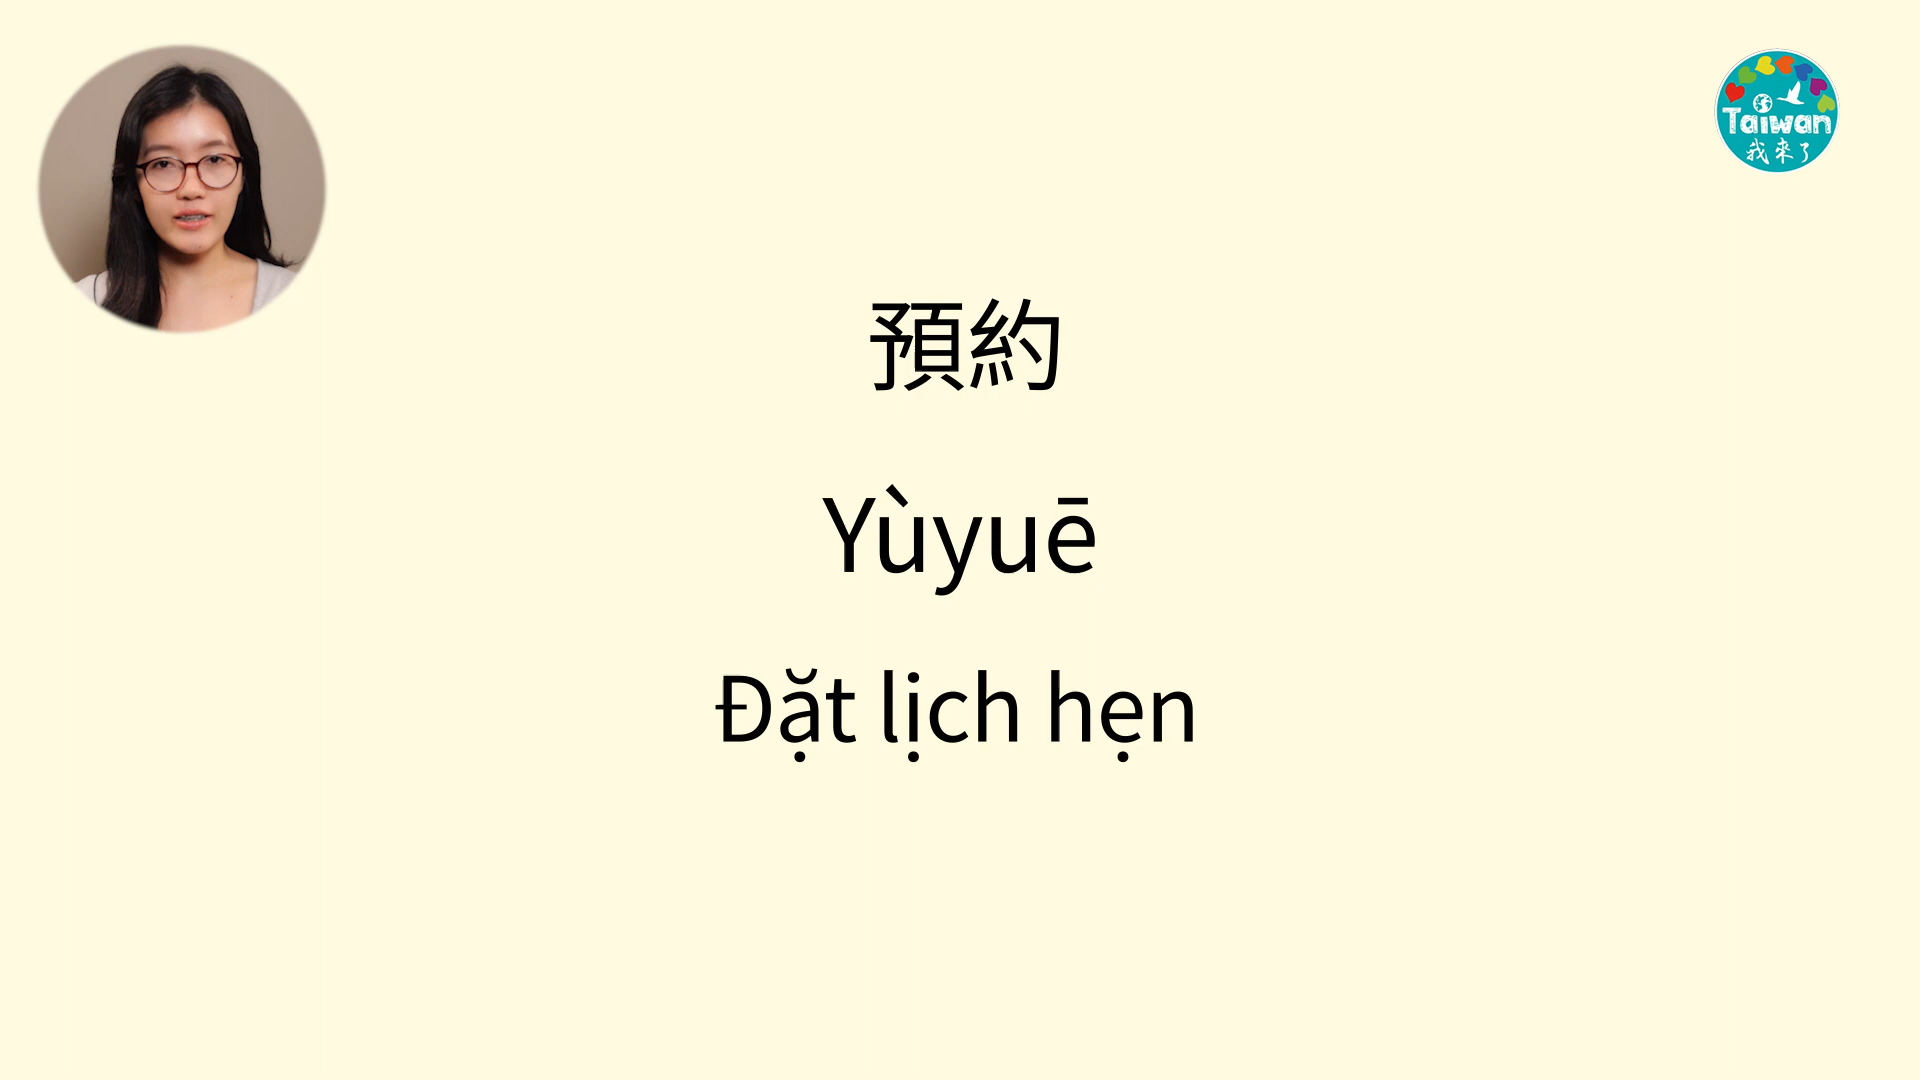 Taiwan
我來了
預約
Yùyuē
Đặt lịch hẹn